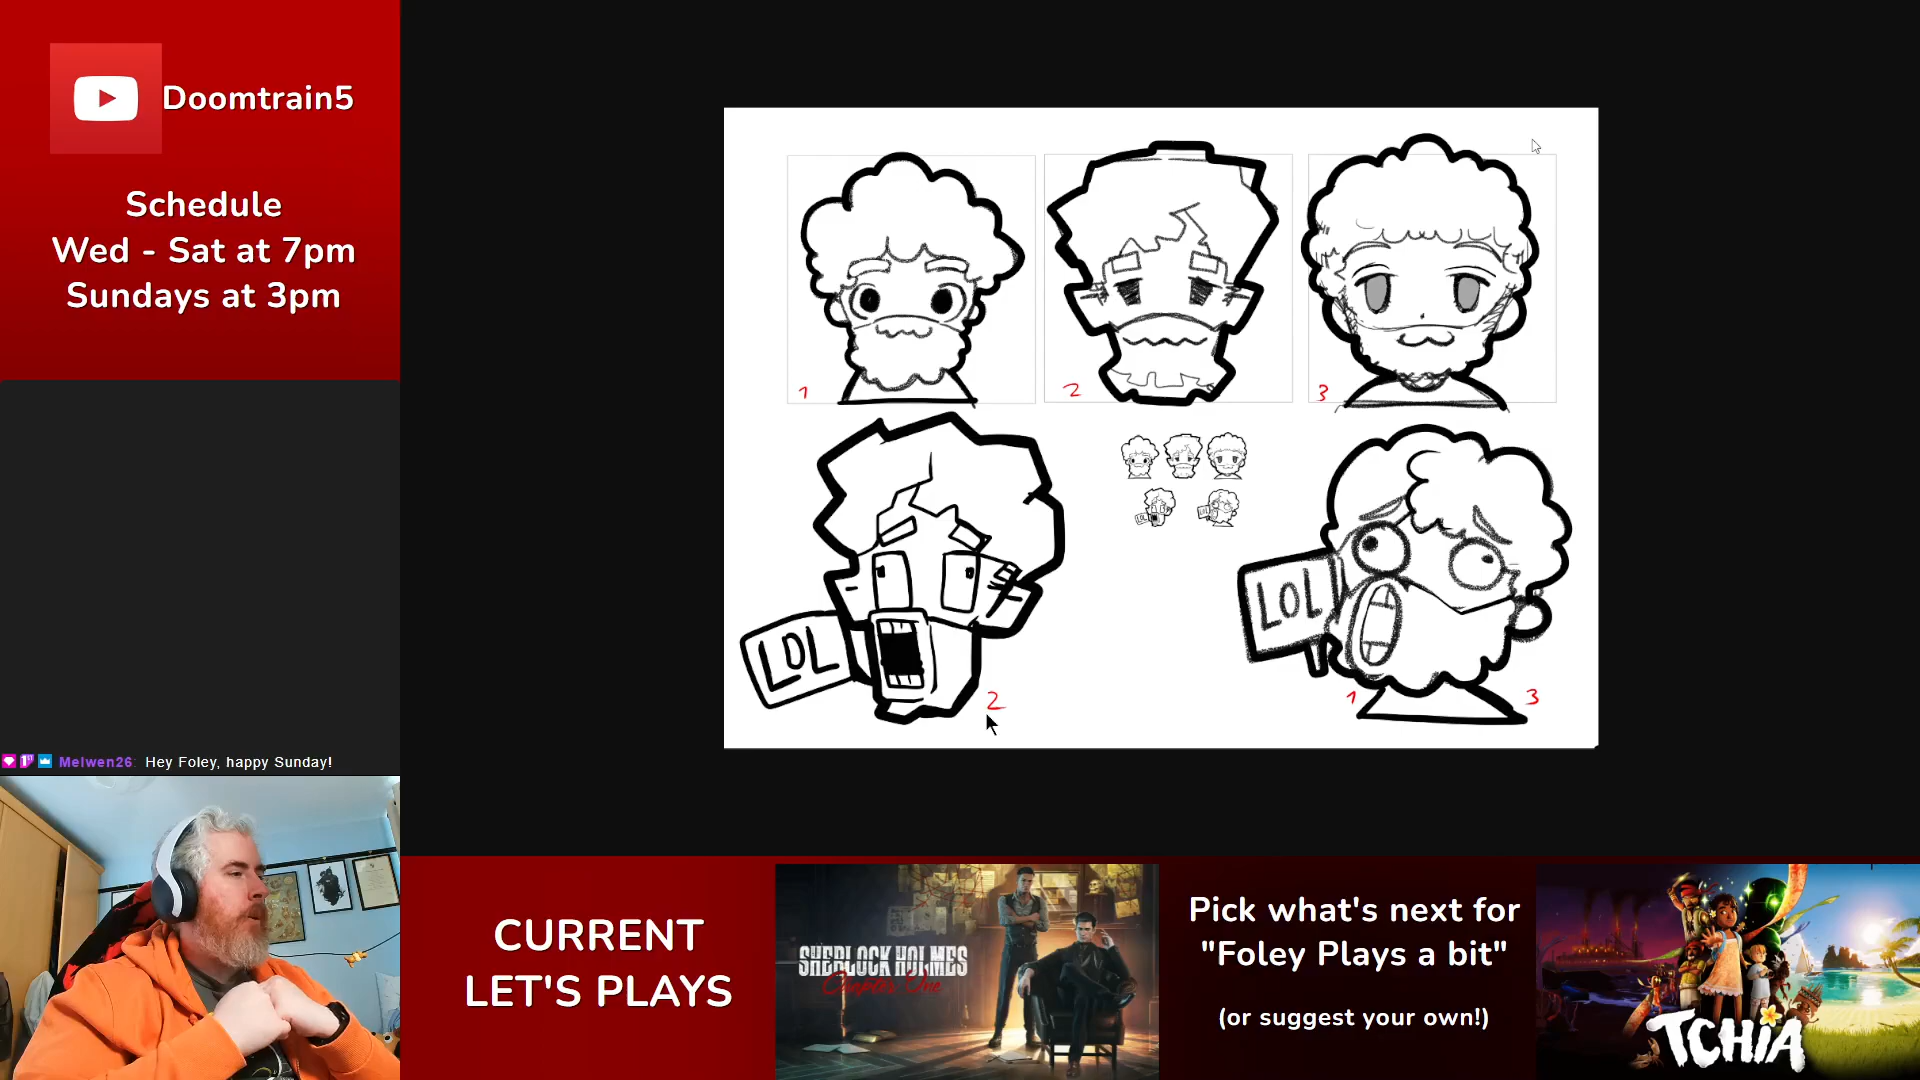 Doomtrain5
Schedule
Wed - Sat at 7pm
Sundays at 3pm
1
2
3
LOL
2
LOL
1
3
LOL
LOL
Melwen26: Hey Foley, happy Sunday!
CURRENT
LET'S PLAYS
SHERLOCK HOLMES
Chapter One
Pick what's next for
"Foley Plays a bit"
(or suggest your own!)
TCHIA